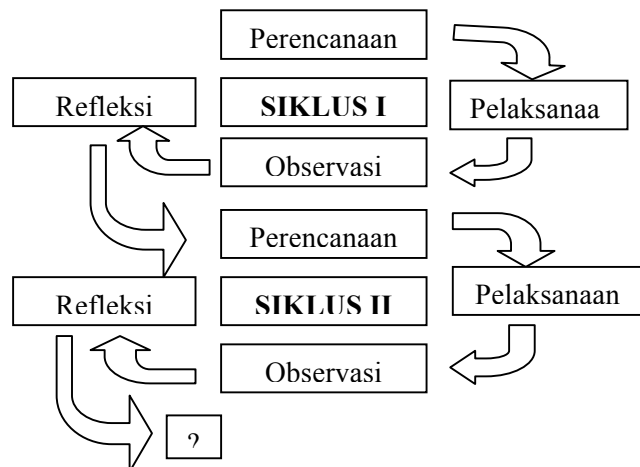 Perencanaan
Refleksi
SIKLUS I
Pelaksanaa
Observasi
Perencanaan
Refleksi
SIKLUS II
Pelaksanaan
Observasi
?